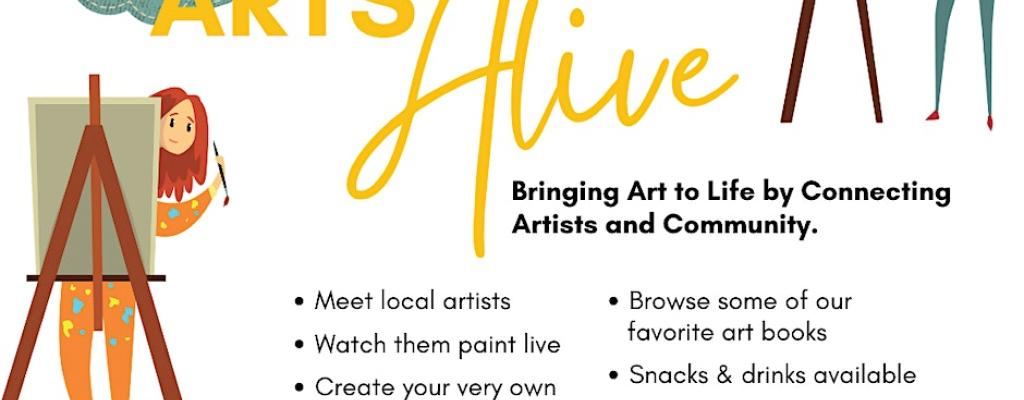 ARTS
Alive
Bringing Art to Life by Connecting
Artists and Community.
• Meet local artists
• Watch them paint live
• Create your very own
• Browse some of our
favorite art books
• Snacks & drinks available